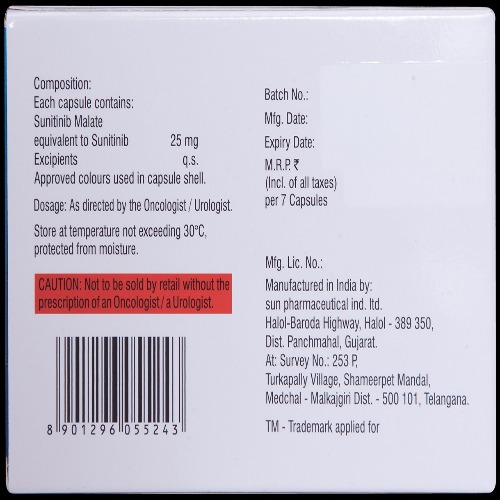 Composition:
Each capsule contains:
Sunitinib Malate
equivalent to Sunitinib 25 mg
Excipients q.s.
Approved colours used in capsule shell.
Dosage: As directed by the Oncologist / Urologist.
Store at temperature not exceeding 30°C,
protected from moisture.
CAUTION: Not to be sold by retail without the
prescription of an Oncologist / a Urologist.
8 901296 055243
Batch No.:
Mfg. Date:
Expiry Date:
M.R.P. ₹
(Incl. of all taxes)
per 7 Capsules
Mfg. Lic. No.:
Manufactured in India by:
sun pharmaceutical ind. ltd.
Halol-Baroda Highway, Halol - 389 350,
Dist. Panchmahal, Gujarat.
At: Survey No.: 253 P,
Turkapally Village, Shameerpet Mandal,
Medchal - Malkajgiri Dist. - 500 101, Telangana.
TM - Trademark applied for